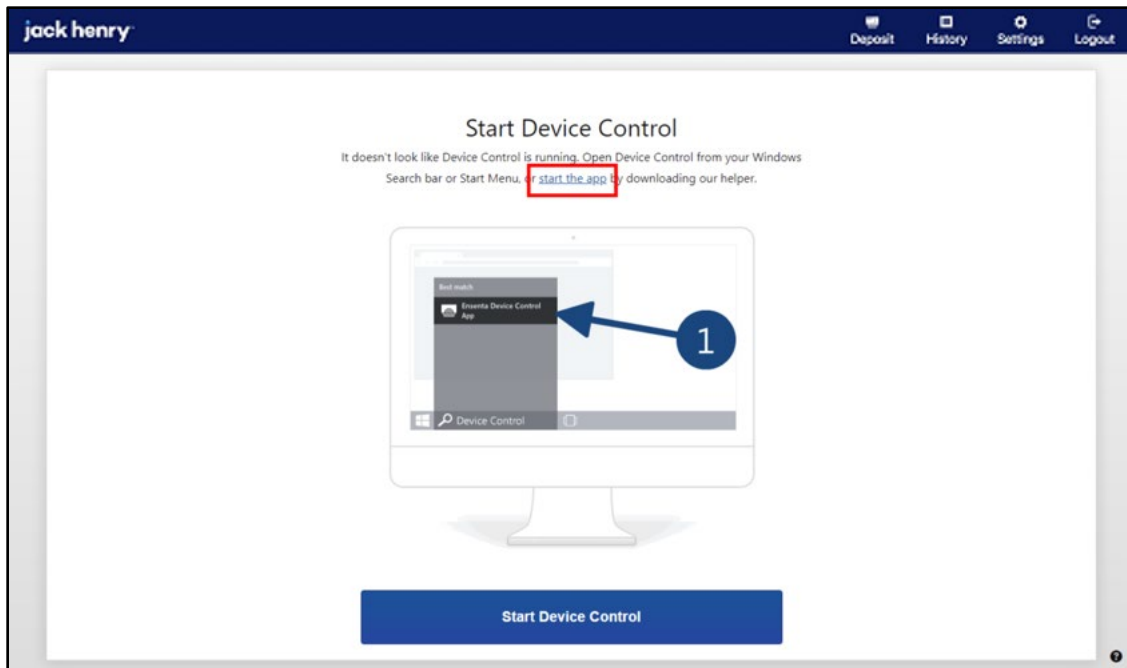 jack henry
Deposit History Settings Logout
Start Device Control
It doesn't look like Device Control is running. Open Device Control from your Windows
Search bar or Start Menu, or start the app by downloading our helper.
Best match
Ensenta Device Control
App
1
Device Control
Start Device Control
?